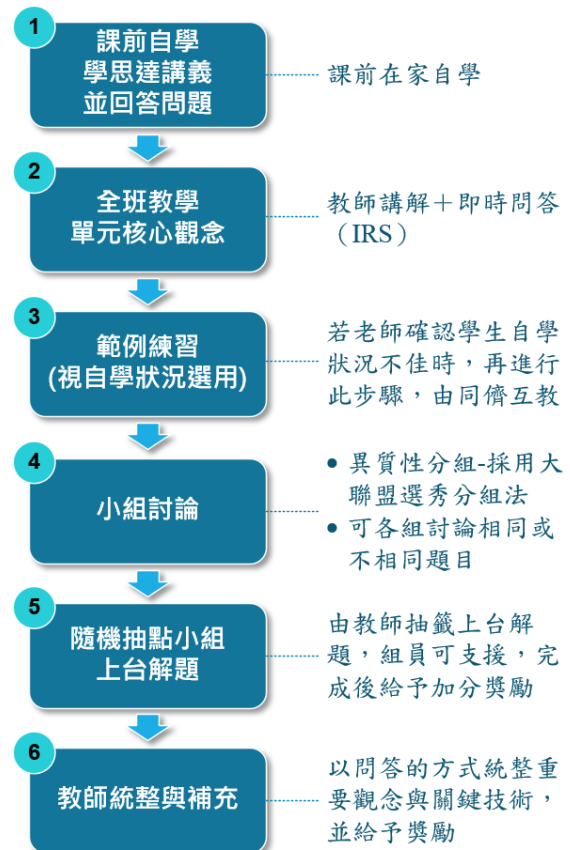 1
課前自學
學思達講義
並回答問題
課前在家自學
2
全班教學
單元核心觀念
教師講解＋即時問答
（IRS）
3
範例練習
(視自學狀況選用)
若老師確認學生自學
狀況不佳時，再進行
此步驟，由同儕互教
4
小組討論
• 異質性分組-採用大
聯盟選秀分組法
• 可各組討論相同或
不相同題目
5
隨機抽點小組
上台解題
由教師抽籤上台解
題，組員可支援，完
成後給予加分獎勵
6
教師統整與補充
以問答的方式統整重
要觀念與關鍵技術，
並給予獎勵